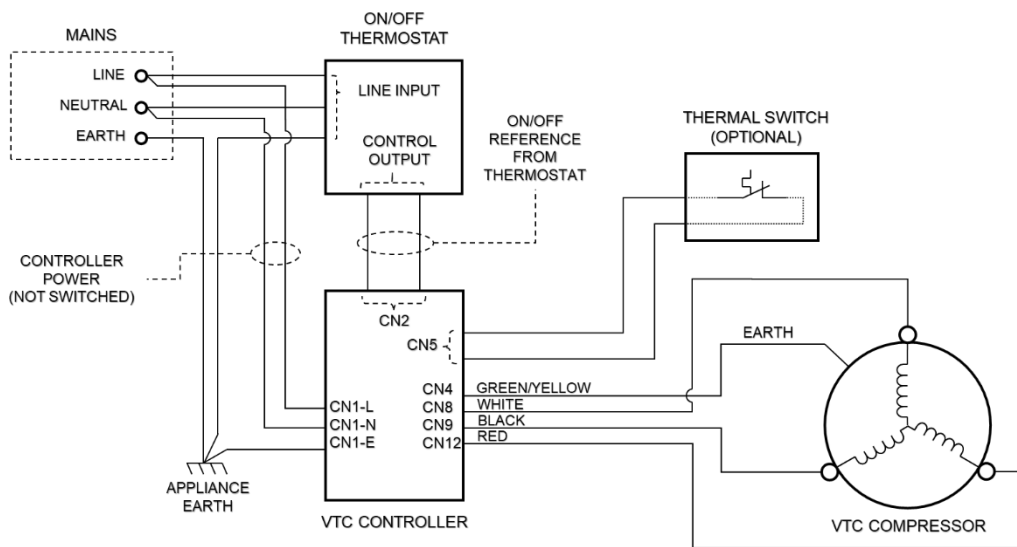 MAINS
LINE
NEUTRAL
EARTH
ON/OFF
THERMOSTAT
LINE INPUT
CONTROL
OUTPUT
ON/OFF
REFERENCE
FROM
THERMOSTAT
THERMAL SWITCH
(OPTIONAL)
CONTROLLER
POWER
(NOT SWITCHED)
CN2
CN5
CN4
CN8
CN9
CN12
CN1-L
CN1-N
CN1-E
GREEN/YELLOW
WHITE
BLACK
RED
EARTH
APPLIANCE
EARTH
VTC CONTROLLER
VTC COMPRESSOR